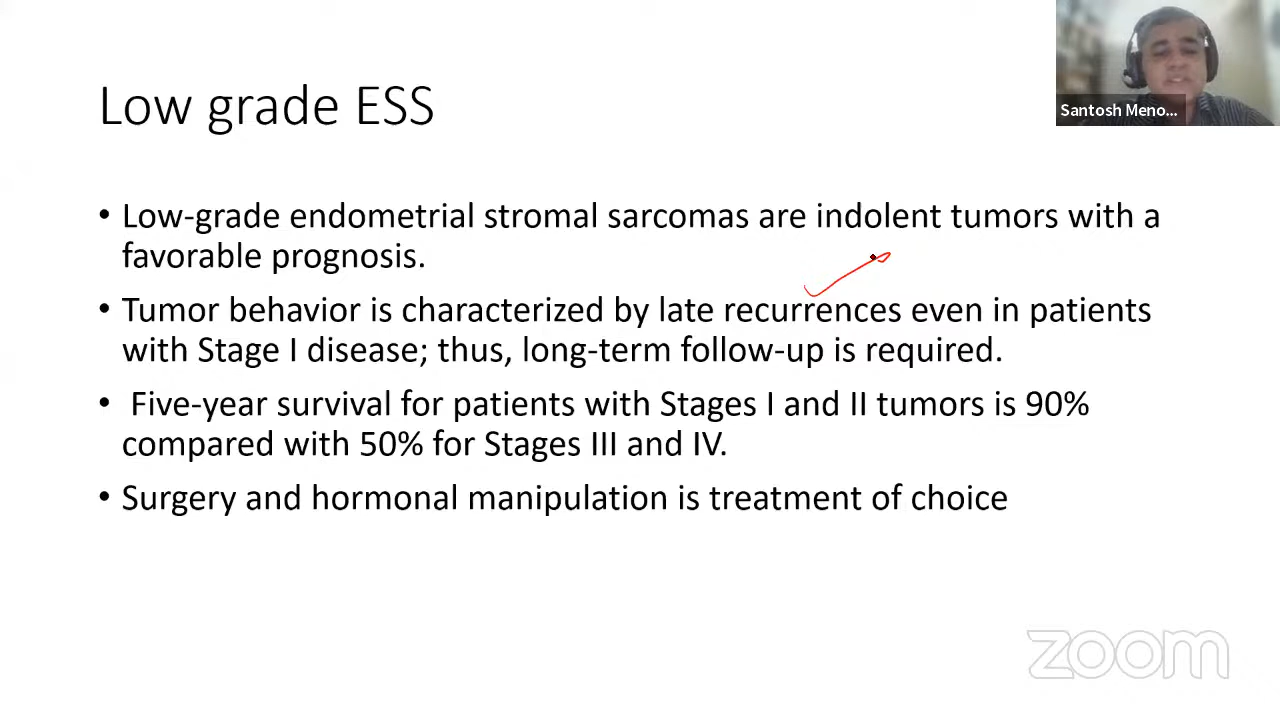 Low grade ESS
Santosh Meno...
• Low-grade endometrial stromal sarcomas are indolent tumors with a
favorable prognosis.
• Tumor behavior is characterized by late recurrences even in patients
with Stage I disease; thus, long-term follow-up is required.
• Five-year survival for patients with Stages I and II tumors is 90%
compared with 50% for Stages III and IV.
• Surgery and hormonal manipulation is treatment of choice
zoom